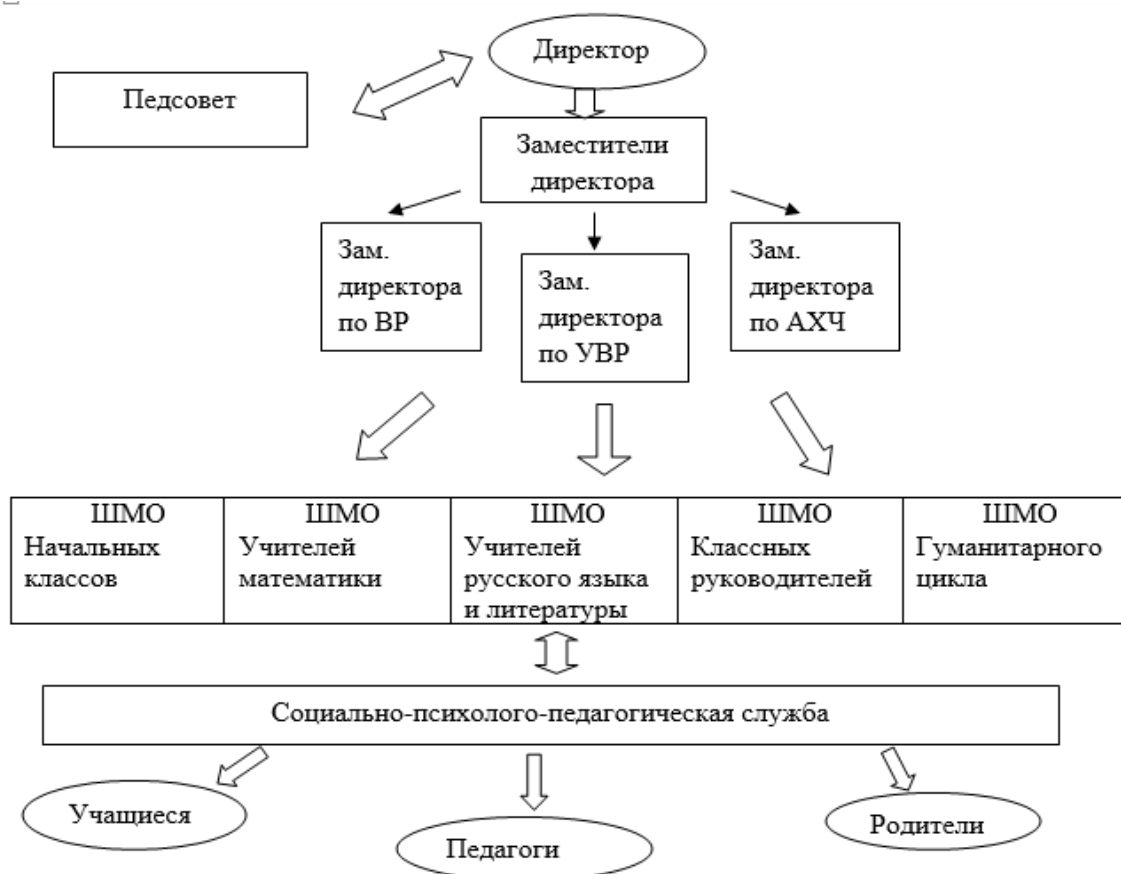 Директор
Педсовет
Заместители
директора
Зам.
директора
по ВР
Зам.
директора
по УВР
Зам.
директора
по АХЧ
ШМО
Начальных
классов
ШМО
Учителей
математики
ШМО
Учителей
русского языка
и литературы
ШМО
Классных
руководителей
ШМО
Гуманитарного
цикла
Социально-психолого-педагогическая служба
Учащиеся
Педагоги
Родители